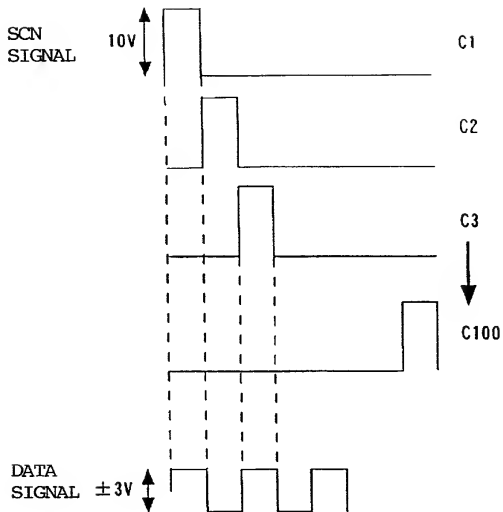 SCN
SIGNAL
10V
C1
C2
C3
C100
DATA
SIGNAL ±3V